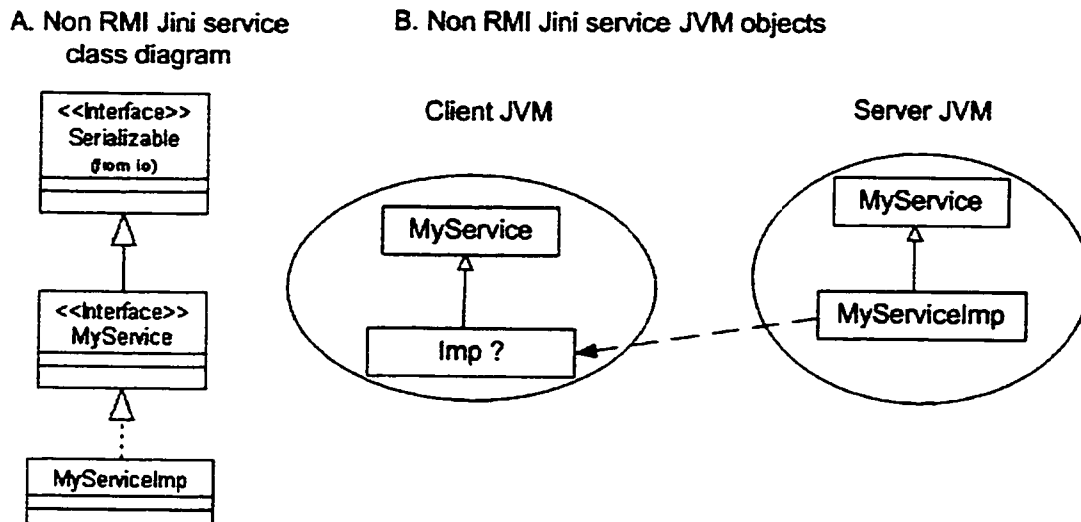 A. Non RMI Jini service
class diagram
B. Non RMI Jini service JVM objects
<<Interface>>
Serializable
(from io)
<<Interface>>
MyService
MyServiceImp
Client JVM
MyService
Imp ?
Server JVM
MyService
MyServiceImp